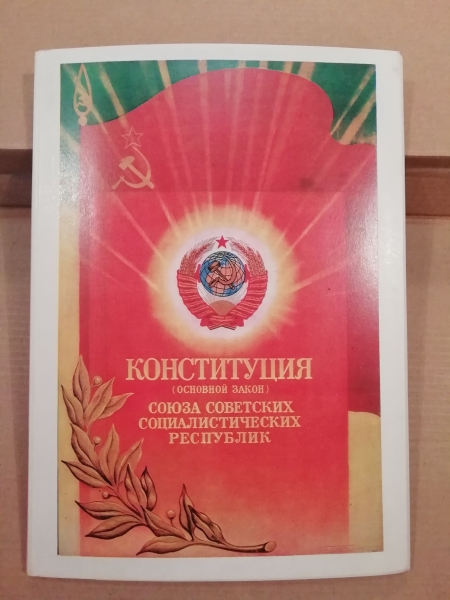 КОНСТИТУЦИЯ
(ОСНОВНОЙ ЗАКОН)
СОЮЗА СОВЕТСКИХ
СОЦИАЛИСТИЧЕСКИХ
РЕСПУБЛИК